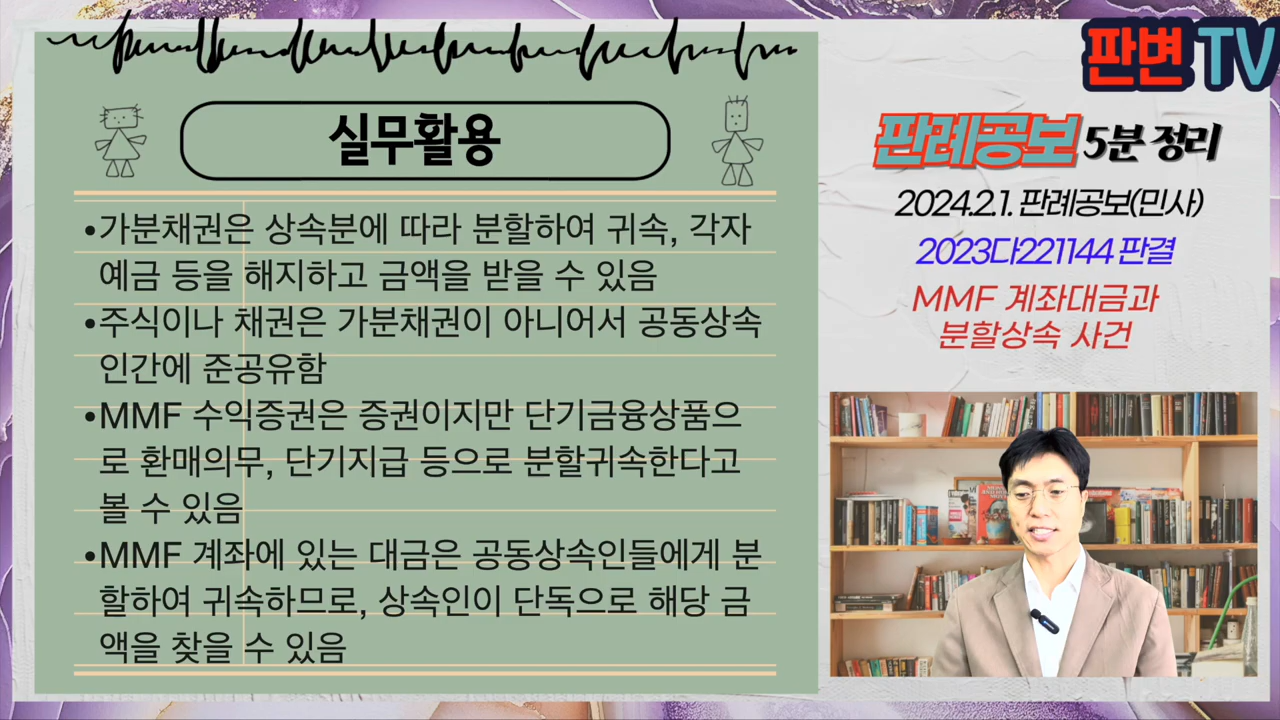 실무활용
•가분채권은 상속분에 따라 분할하여 귀속, 각자
예금 등을 해지하고 금액을 받을 수 있음
•주식이나 채권은 가분채권이 아니어서 공동상속
인간에 준공유함
•MMF 수익증권은 증권이지만 단기금융상품으
로 환매의무, 단기지급 등으로 분할귀속한다고
볼 수 있음
•MMF 계좌에 있는 대금은 공동상속인들에게 분
할하여 귀속하므로, 상속인이 단독으로 해당 금
액을 찾을 수 있음
판변 TV
판례공보 5분 정리
2024.2.1. 판례공보(민사)
2023다221144 판결
MMF 계좌대금과
분할상속 사건